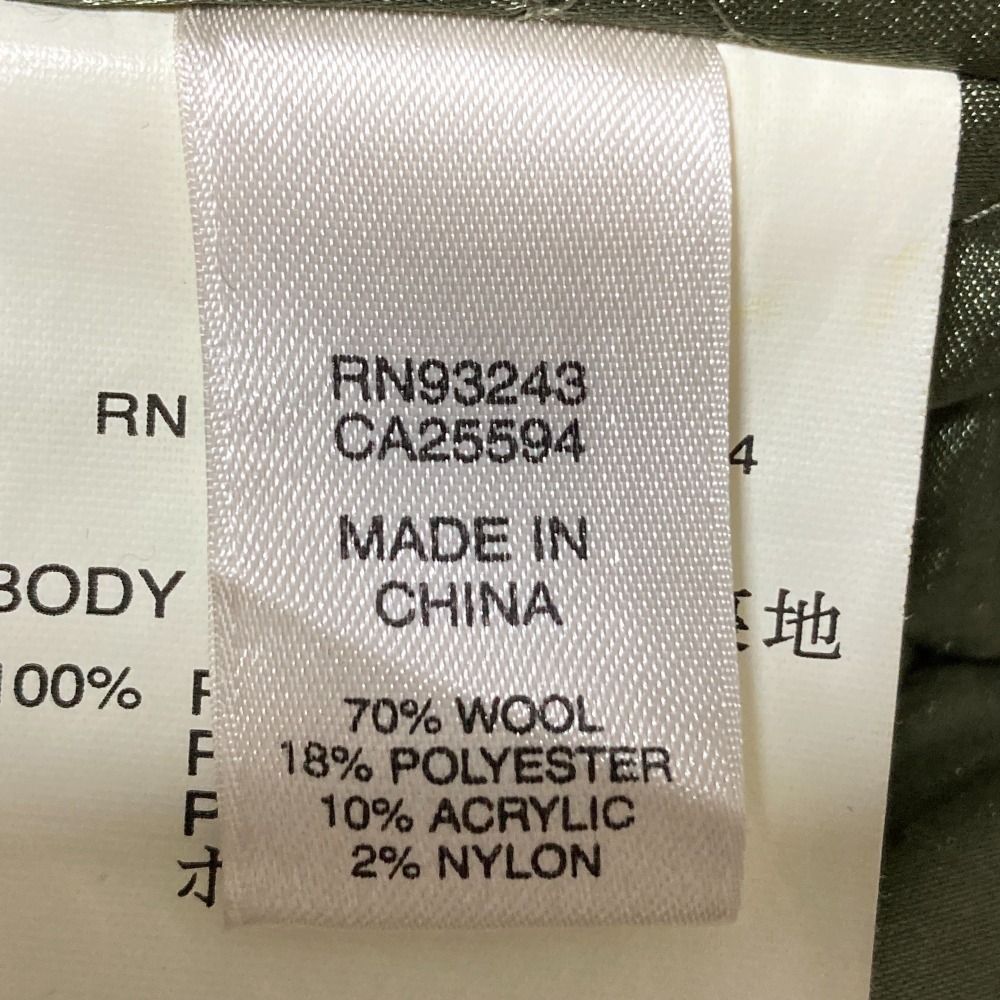 RN93243
CA25594
MADE IN
CHINA
70% WOOL
18% POLYESTER
10% ACRYLIC
2% NYLON
RN
4
BODY
地
100%